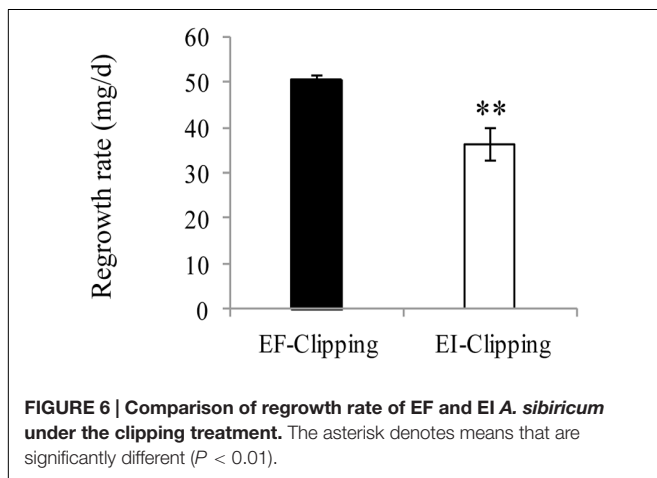 60
50
40
30
20
10
0
Regrowth rate (mg/d)
**
EF-Clipping EI-Clipping
FIGURE 6 | Comparison of regrowth rate of EF and EI A. sibiricum
under the clipping treatment. The asterisk denotes means that are
significantly different (P < 0.01).